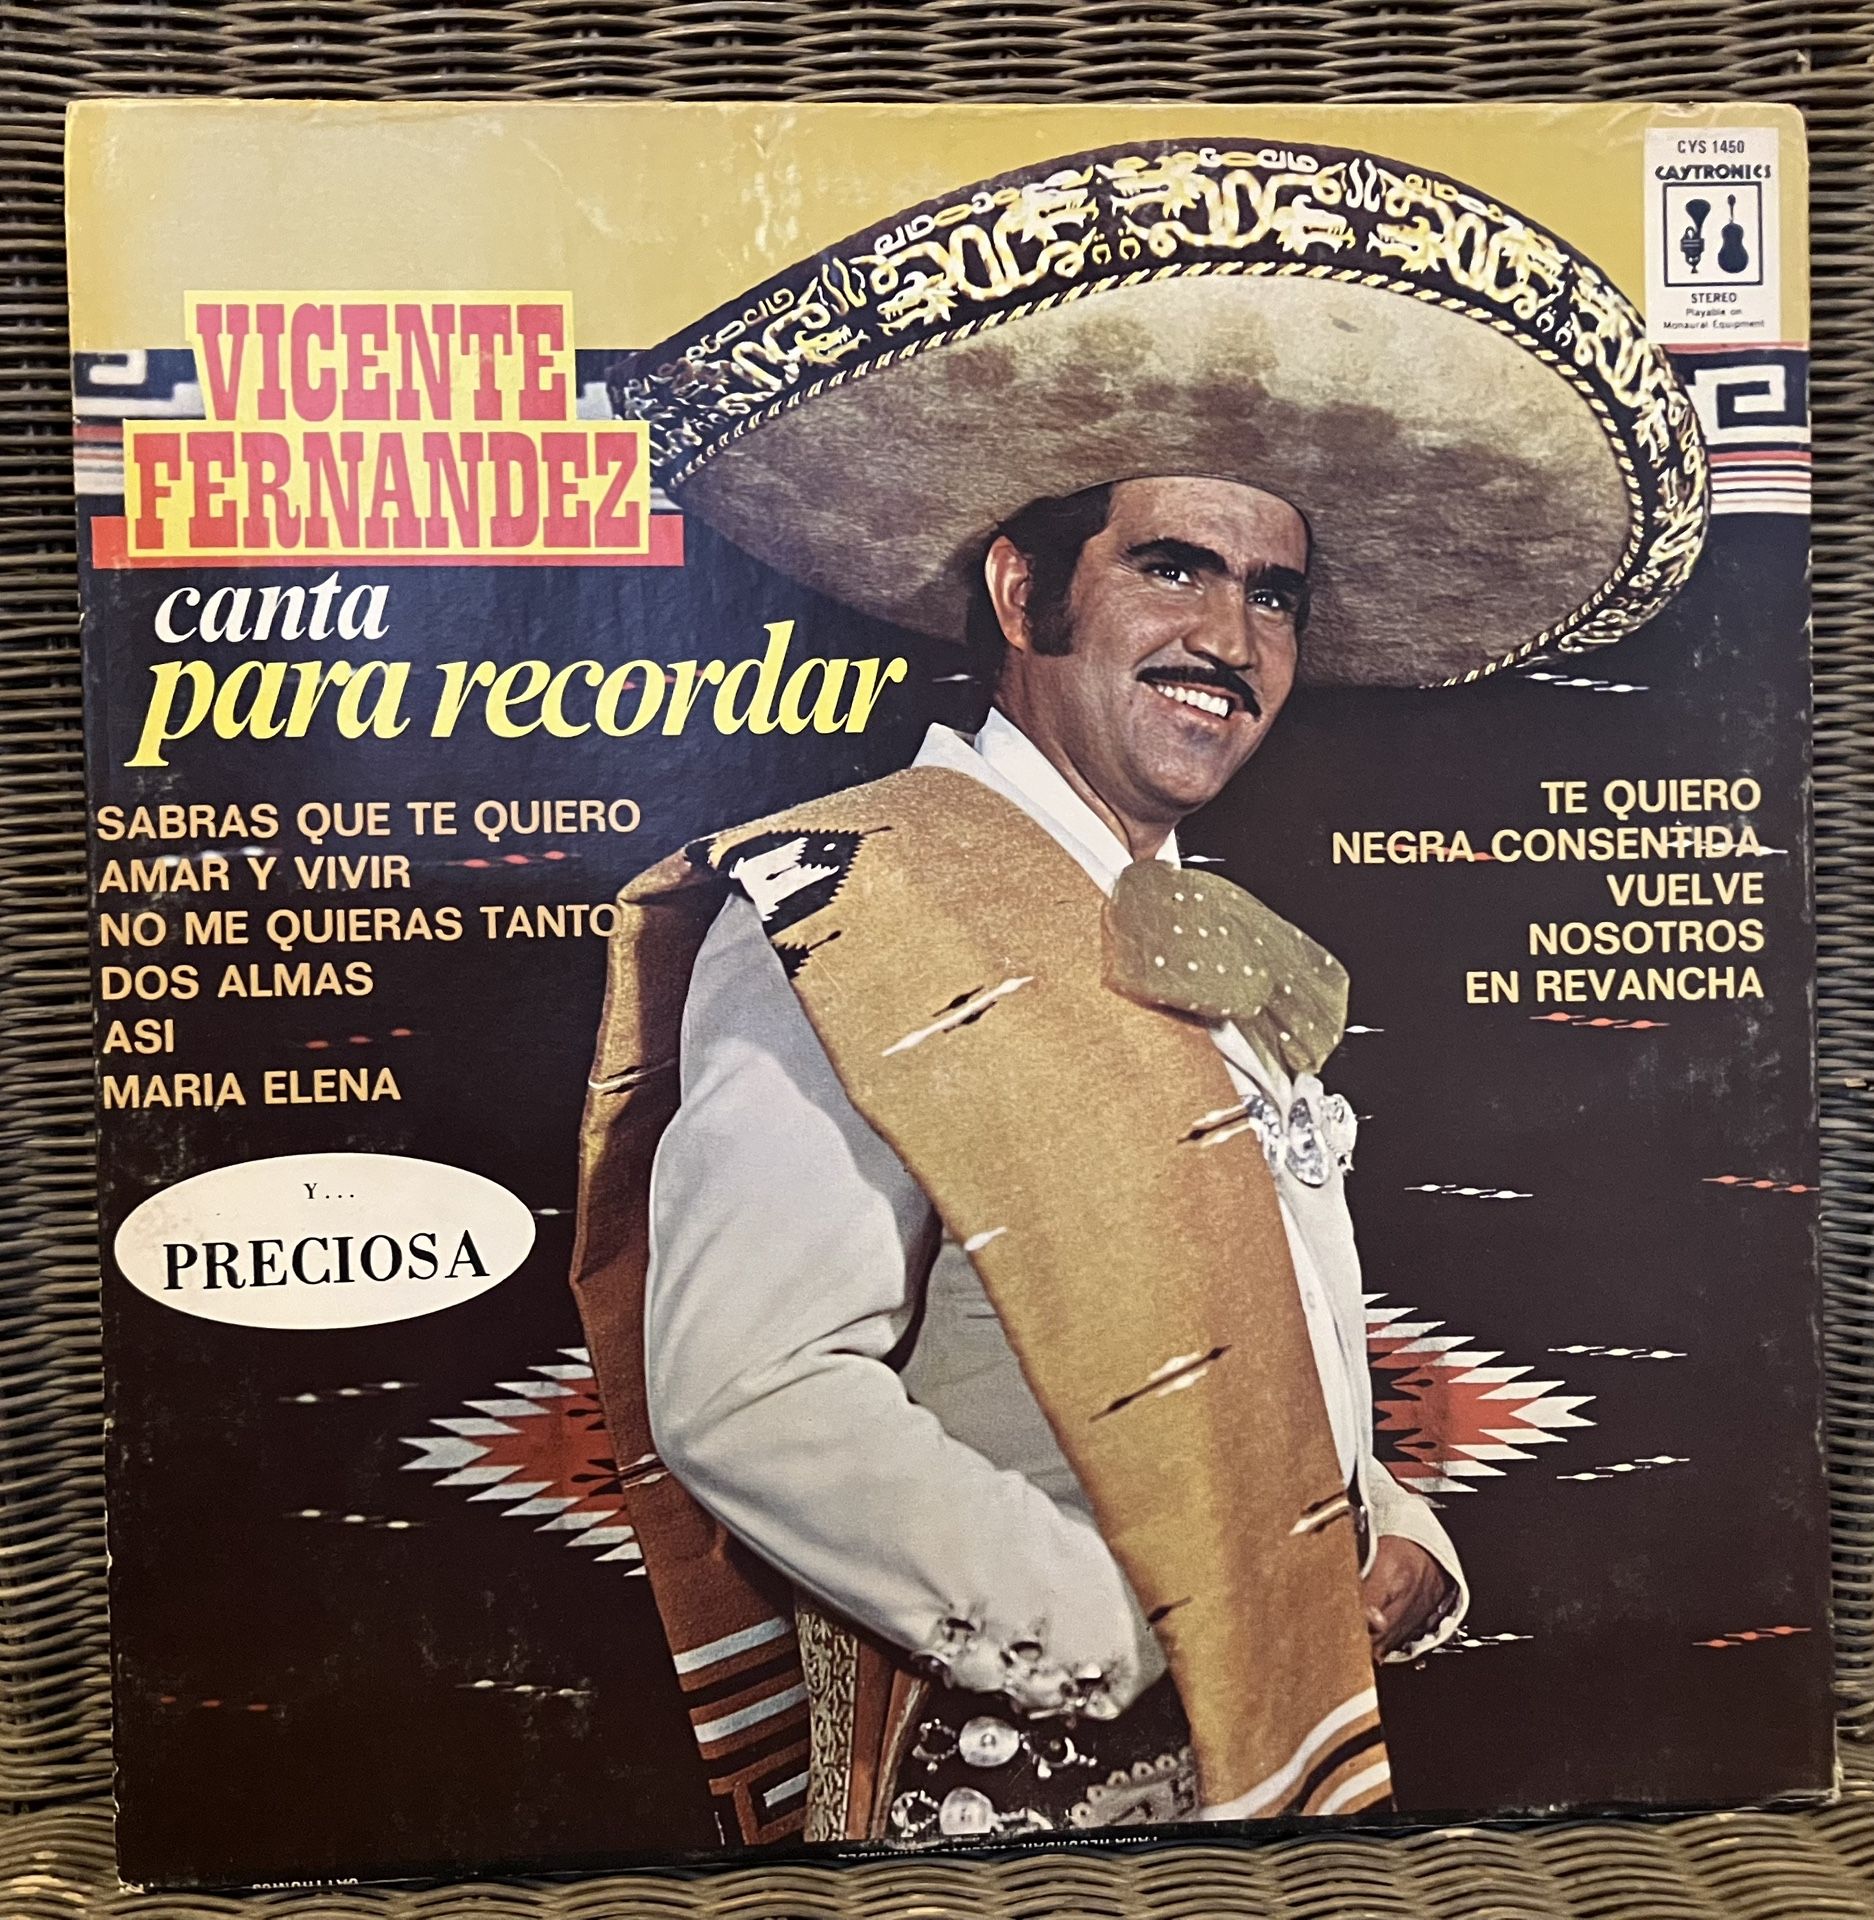 CYS 1450
CAYTRONICS
STEREO
Playable on
Monaural Equipment
VICENTE
FERNANDEZ
canta
para recordar
SABRAS QUE TE QUIERO
AMAR Y VIVIR
NO ME QUIERAS TANTO
DOS ALMAS
ASI
MARIA ELENA
TE QUIERO
NEGRA CONSENTIDA
VUELVE
NOSOTROS
EN REVANCHA
Y...
PRECIOSA